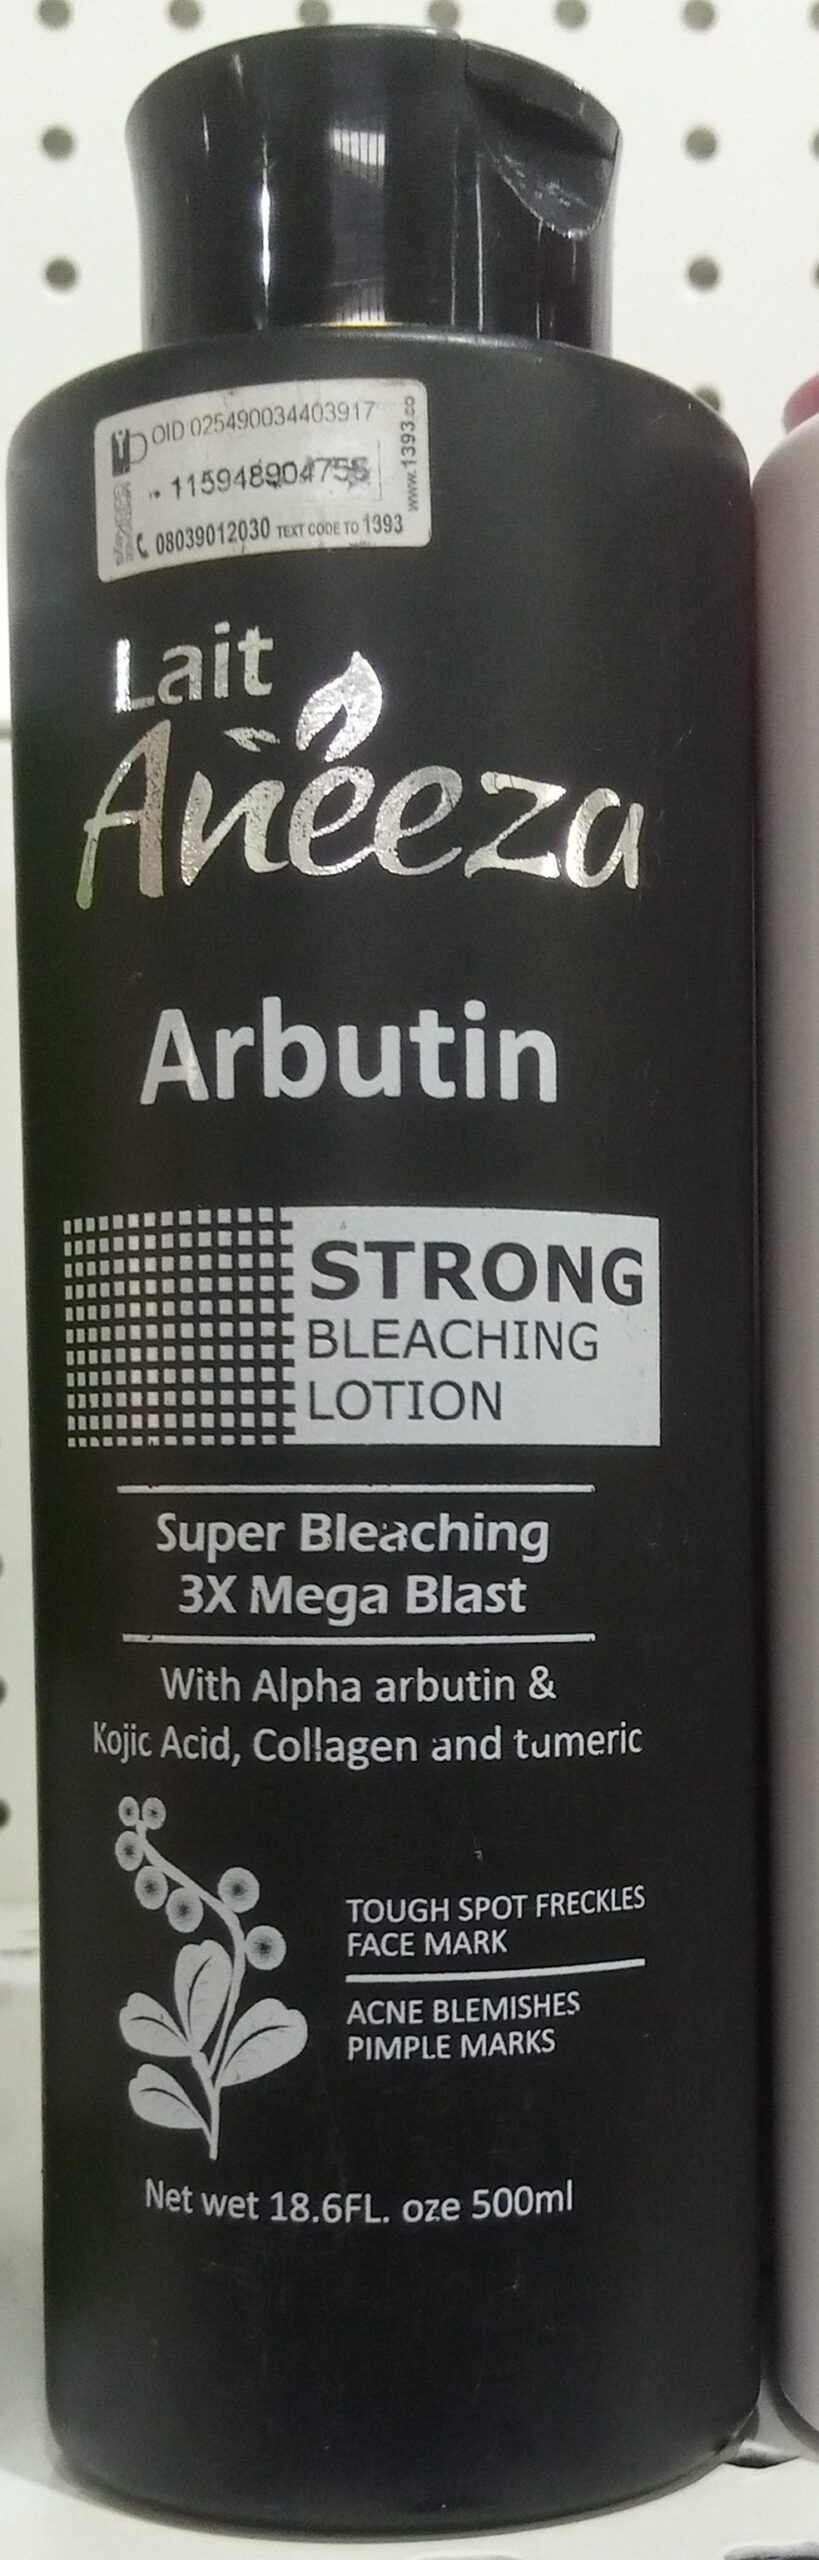 OID 025490034403917
115948904755
08039012030 TEXT CODE TO 1393
www.1393.co
Lait
Aneeza
Arbutin
STRONG
BLEACHING
LOTION
Super Bleaching
3X Mega Blast
With Alpha arbutin &
Kojic Acid, Collagen and tumeric
TOUGH SPOT FRECKLES
FACE MARK
ACNE BLEMISHES
PIMPLE MARKS
Net wet 18.6FL. oze 500ml